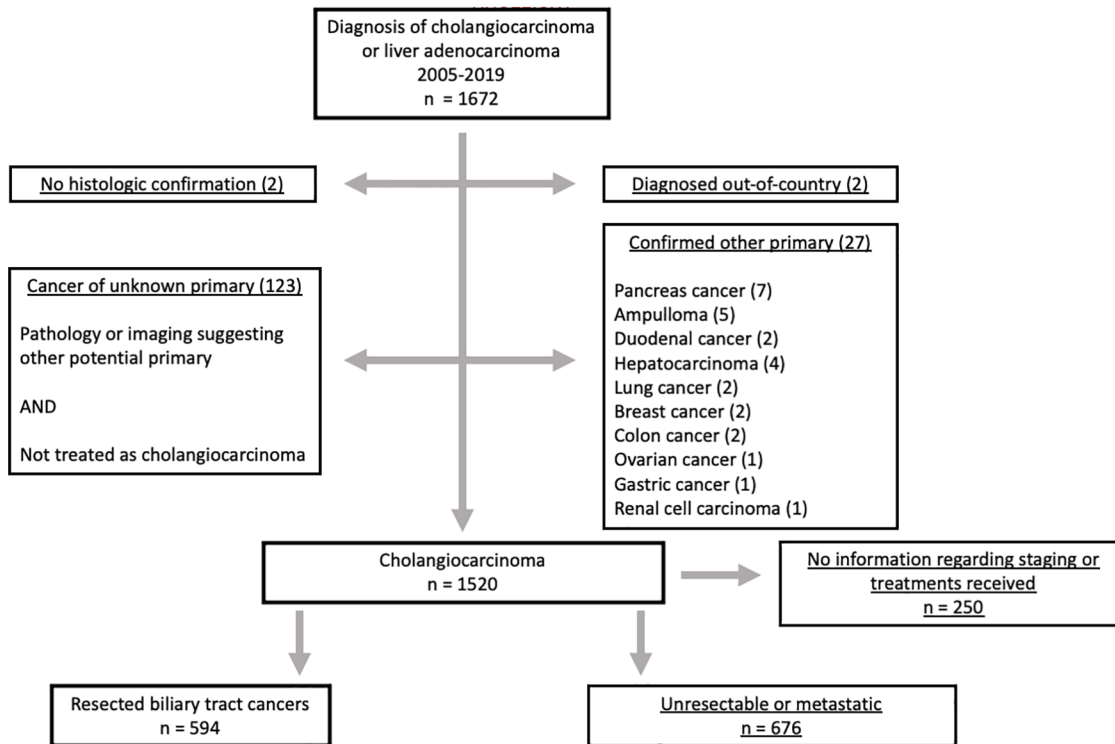 Diagnosis of cholangiocarcinoma
or liver adenocarcinoma
2005-2019
n = 1672
No histologic confirmation (2)
Diagnosed out-of-country (2)
Cancer of unknown primary (123)
Pathology or imaging suggesting
other potential primary
AND
Not treated as cholangiocarcinoma
Confirmed other primary (27)
Pancreas cancer (7)
Ampulloma (5)
Duodenal cancer (2)
Hepatocarcinoma (4)
Lung cancer (2)
Breast cancer (2)
Colon cancer (2)
Ovarian cancer (1)
Gastric cancer (1)
Renal cell carcinoma (1)
Cholangiocarcinoma
n = 1520
No information regarding staging or
treatments received
n = 250
Resected biliary tract cancers
n = 594
Unresectable or metastatic
n = 676